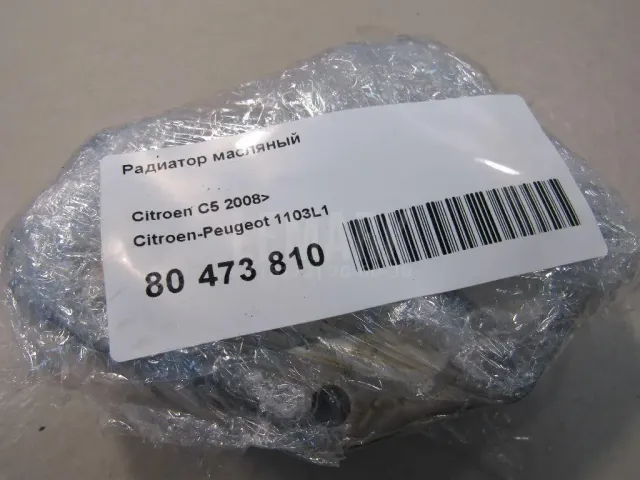 Радиатор масляный
Citroen C5 2008>
Citroen-Peugeot 1103L1
80 473 810